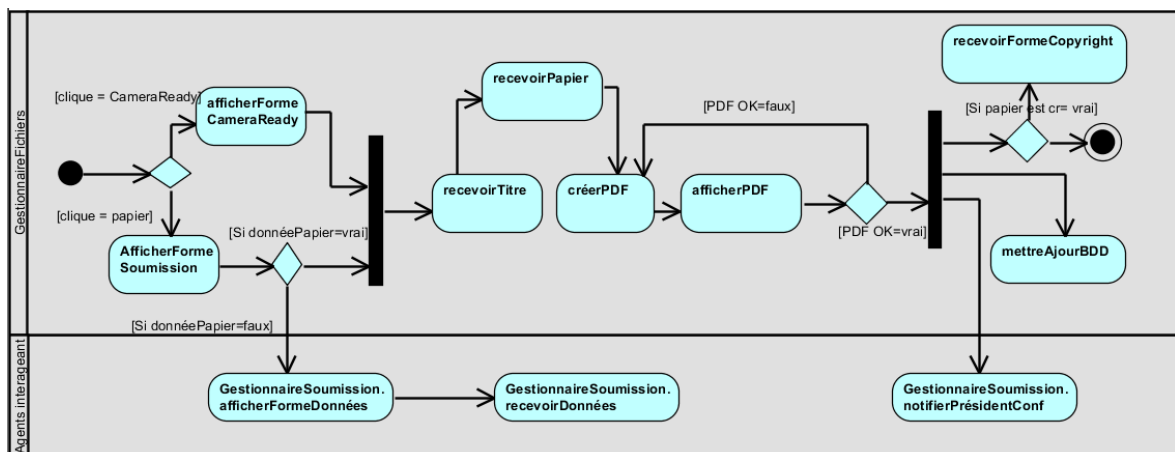 GestionnaireFichiers
recevoirFormeCopyright
recevoirPapier
[clique = CameraReady]
afficherForme
CameraReady
[PDF OK=faux]
[Si papier est cr= vrai]
recevoirTitre
créerPDF
afficherPDF
[clique = papier]
[Si donnéePapier=vrai]
[PDF OK=vrai]
AfficherForme
Soumission
mettreAjourBDD
[Si donnéePapier=faux]
Agents interageant
GestionnaireSoumission.
afficherFormeDonnées
GestionnaireSoumission.
recevoirDonnées
GestionnaireSoumission.
notifierPrésidentConf